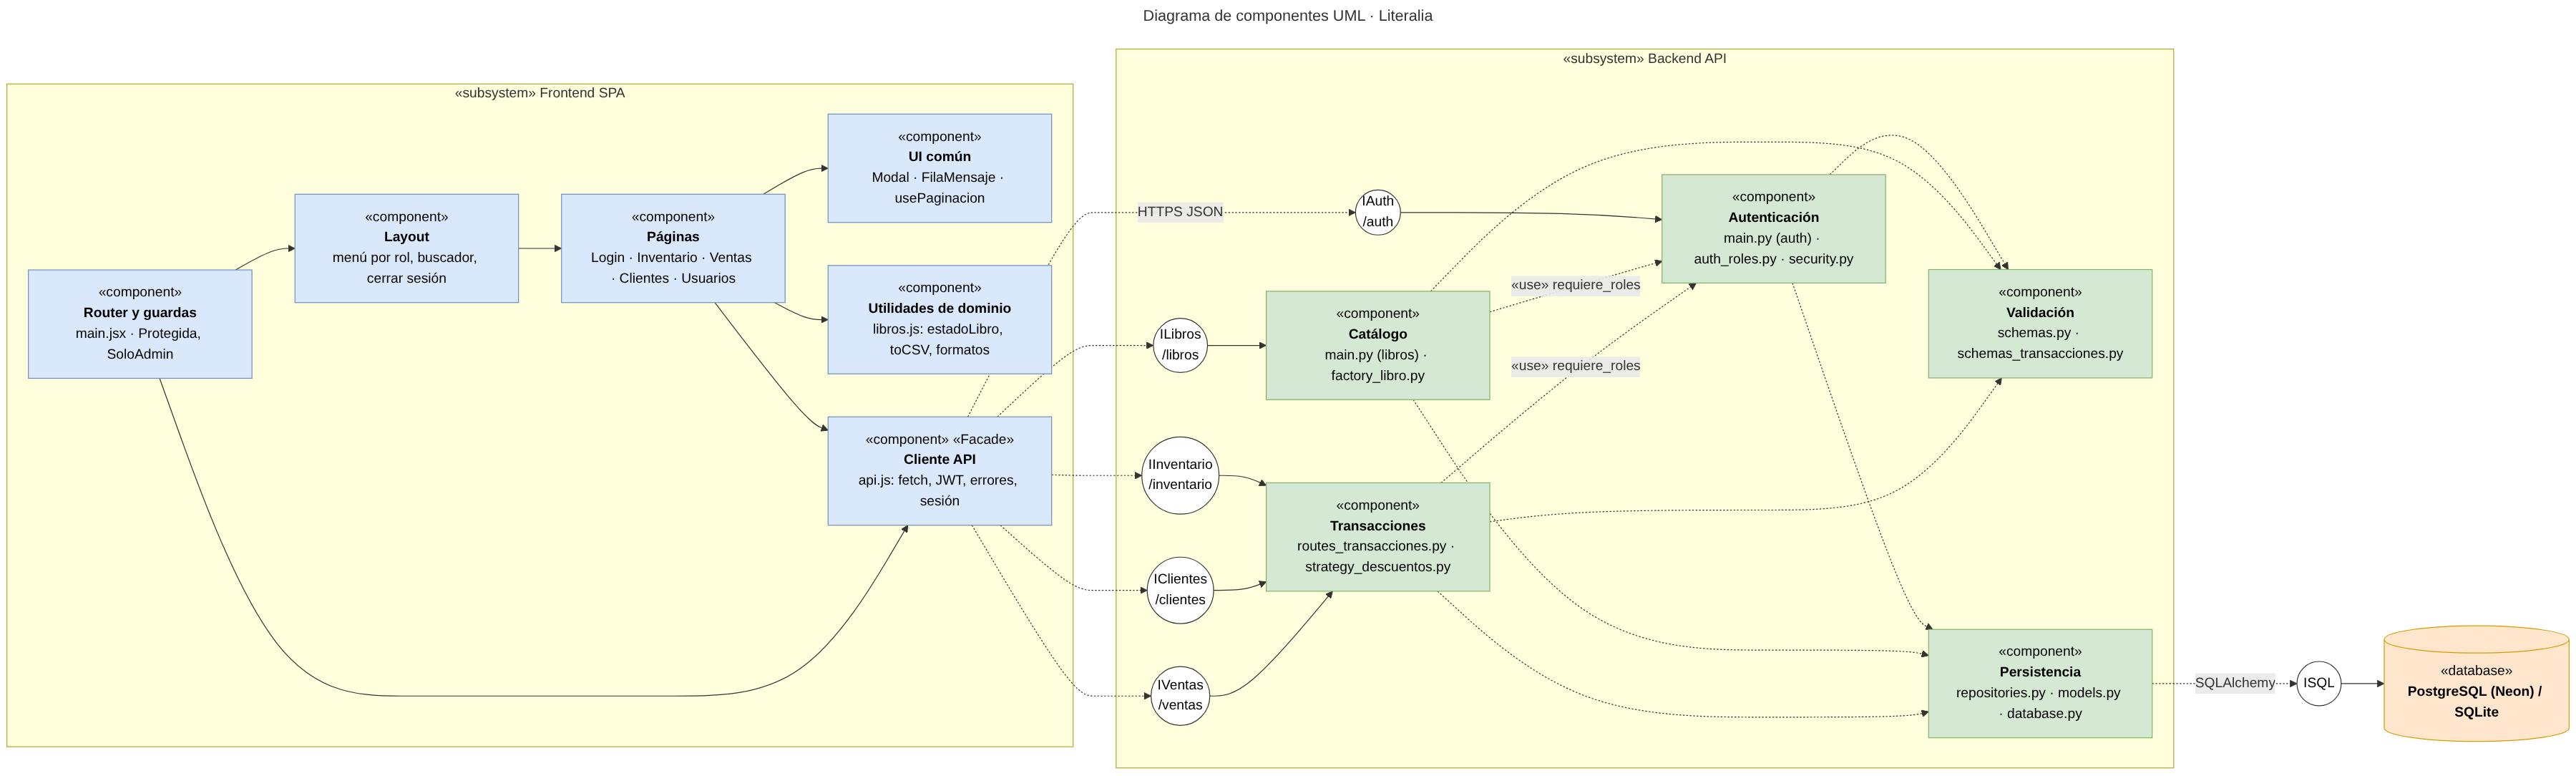 Diagrama de componentes UML · Literalia
«subsystem» Frontend SPA
«component»
Router y guardas
main.jsx · Protegida,
SoloAdmin
«component»
Layout
menú por rol, buscador,
cerrar sesión
«component»
Páginas
Login · Inventario · Ventas
· Clientes · Usuarios
«component»
UI común
Modal · FilaMensaje ·
usePaginacion
«component»
Utilidades de dominio
libros.js: estadoLibro,
toCSV, formatos
«component» «Facade»
Cliente API
api.js: fetch, JWT, errores,
sesión
HTTPS JSON
«subsystem» Backend API
IAuth
/auth
ILibros
/libros
IInventario
/inventario
IClientes
/clientes
IVentas
/ventas
«component»
Catálogo
main.py (libros) ·
factory_libro.py
«component»
Transacciones
routes_transacciones.py ·
strategy_descuentos.py
«use» requiere_roles
«use» requiere_roles
«component»
Autenticación
main.py (auth) ·
auth_roles.py · security.py
«component»
Validación
schemas.py ·
schemas_transacciones.py
«component»
Persistencia
repositories.py · models.py
· database.py
SQLAlchemy
ISQL
«database»
PostgreSQL (Neon) /
SQLite